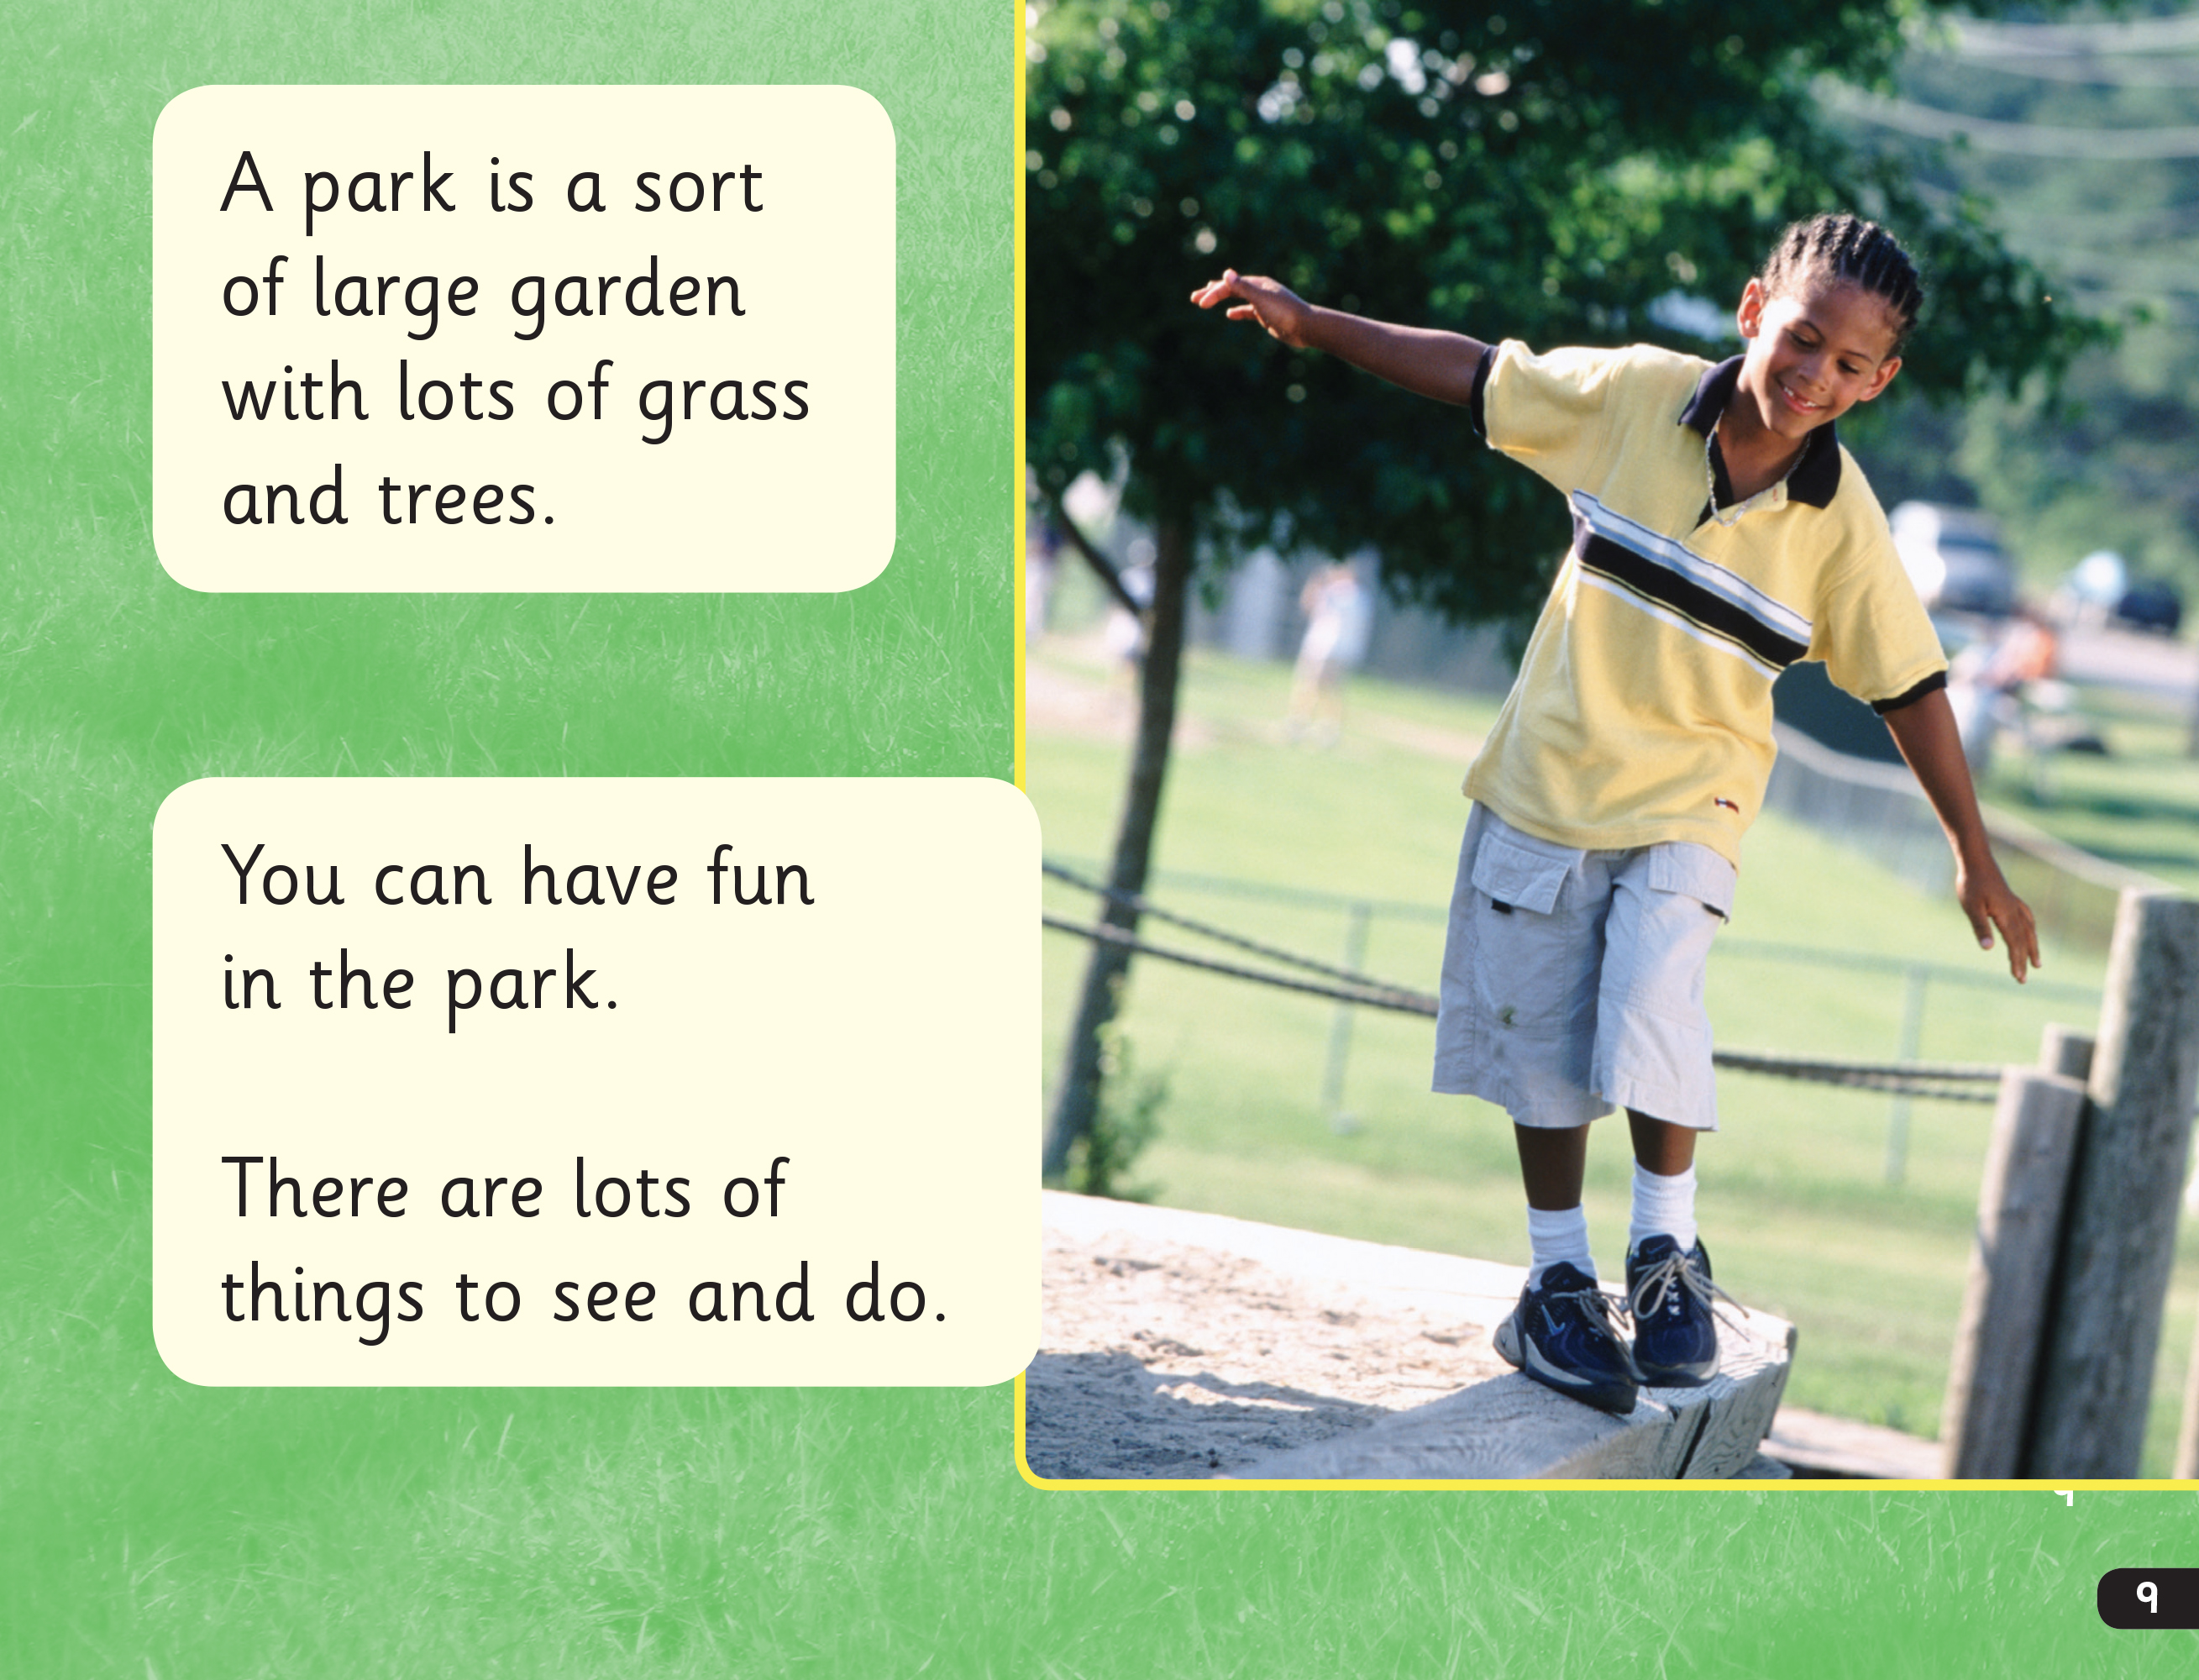 A park is a sort
of large garden
with lots of grass
and trees.
You can have fun
in the park.
There are lots of
things to see and do.
9